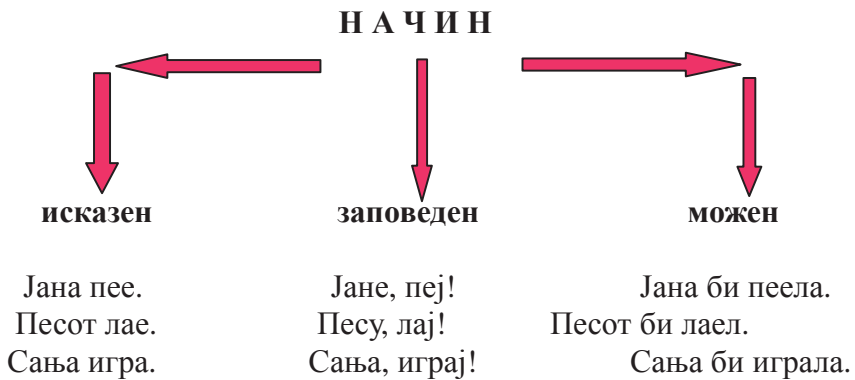 Н А Ч И Н
исказен заповеден можен
Јана пее. Јане, пеј! Јана би пеела.
Песот лае. Песу, лај! Песот би лаел.
Сања игра. Сања, играј! Сања би играла.